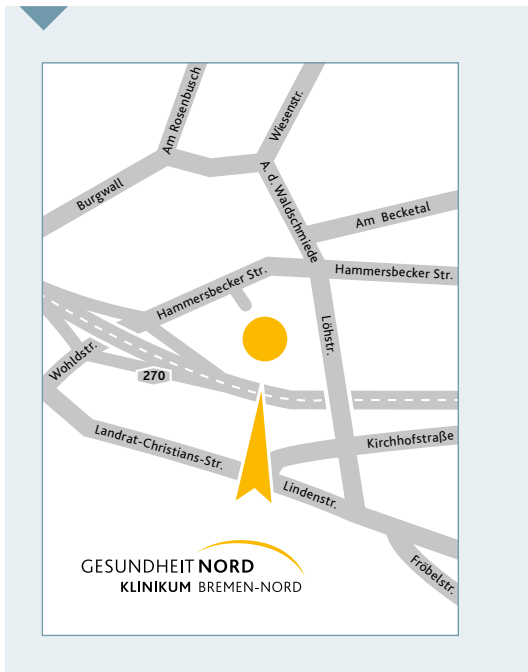 Am Rosenbusch
Wiesenstr.
Burgwall
A. d. Waldschmiede
Am Becketal
Hammersbecker Str.
Hammersbecker Str.
Löhstr.
Wohldstr.
270
Landrat-Christians-Str.
Kirchhofstraße
Lindenstr.
Fröbelstr.
GESUNDHEIT NORD
KLINIKUM BREMEN-NORD